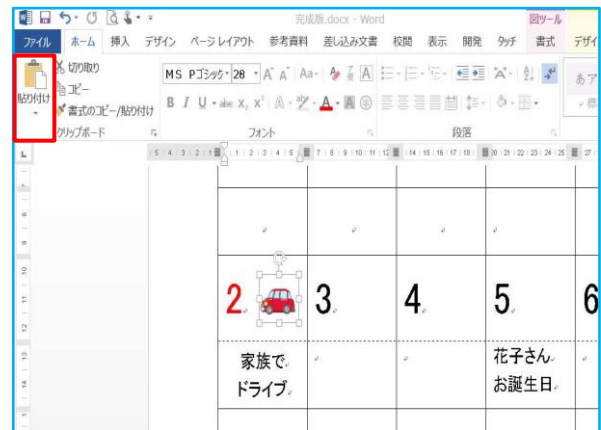 完成版.docx - Word
図ツール
ファイル ホーム 挿入 デザイン ページ レイアウト 参考資料 差し込み文書 校閲 表示 開発 タッチ 書式 デザイ
切り取り
コピー
貼り付け
書式のコピー/貼り付け
MS Pゴシック 28
クリップボード フォント 段落
2 3 4 5 6
家族で
ドライブ
花子さん
お誕生日